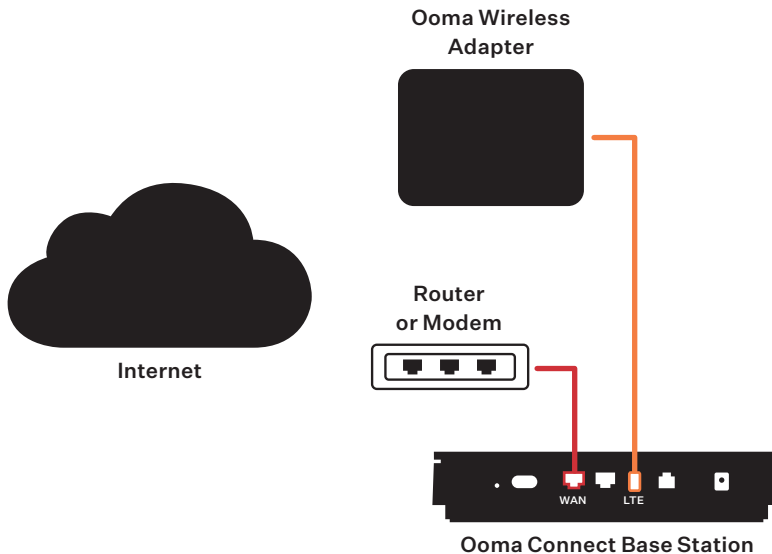 Ooma Wireless
Adapter
Internet
Router
or Modem
WAN
LTE
Ooma Connect Base Station